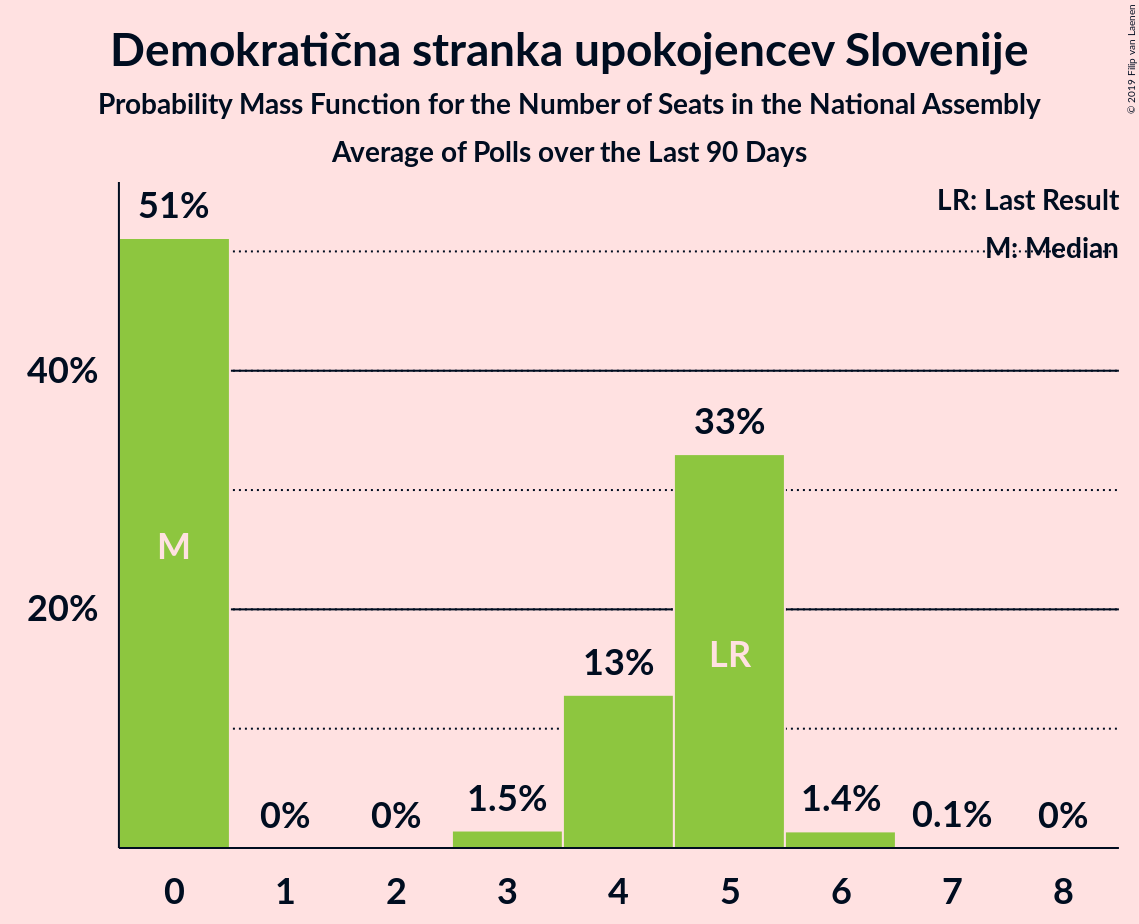 Demokratična stranka upokojencev Slovenije
Probability Mass Function for the Number of Seats in the National Assembly
Average of Polls over the Last 90 Days
© 2019 Filip van Laenen
LR: Last Result
M: Median
51%
40%
33%
M
20%
LR
13%
1.5%
1.4%
0%
0%
0.1%
0%
0 1 2 3 4 5 6 7 8